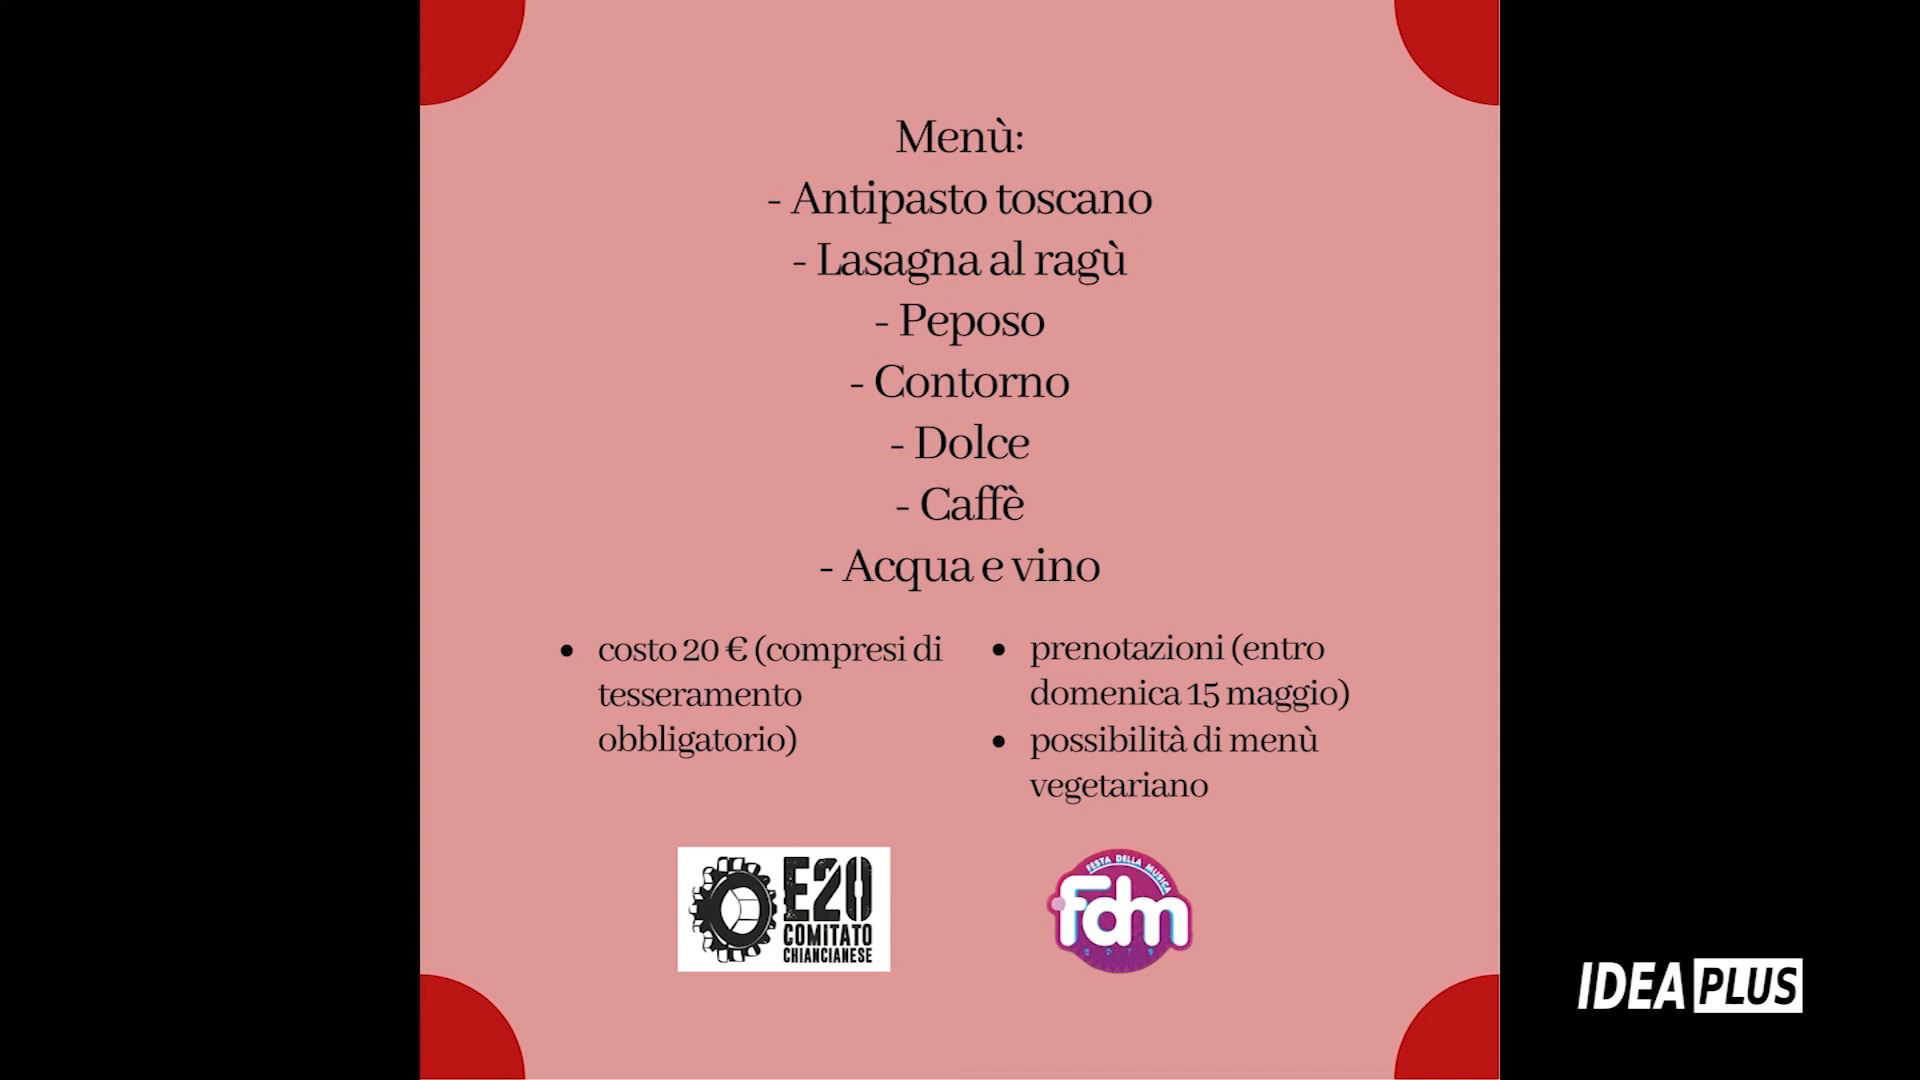 Menù:
- Antipasto toscano
- Lasagna al ragù
- Peposo
- Contorno
- Dolce
- Caffè
- Acqua e vino
• costo 20 € (compresi di
tesseramento
obbligatorio)
• prenotazioni (entro
domenica 15 maggio)
• possibilità di menù
vegetariano
E20
COMITATO
CHIANCIANESE
FESTA DELLA MUSICA
fdm
IDEA PLUS